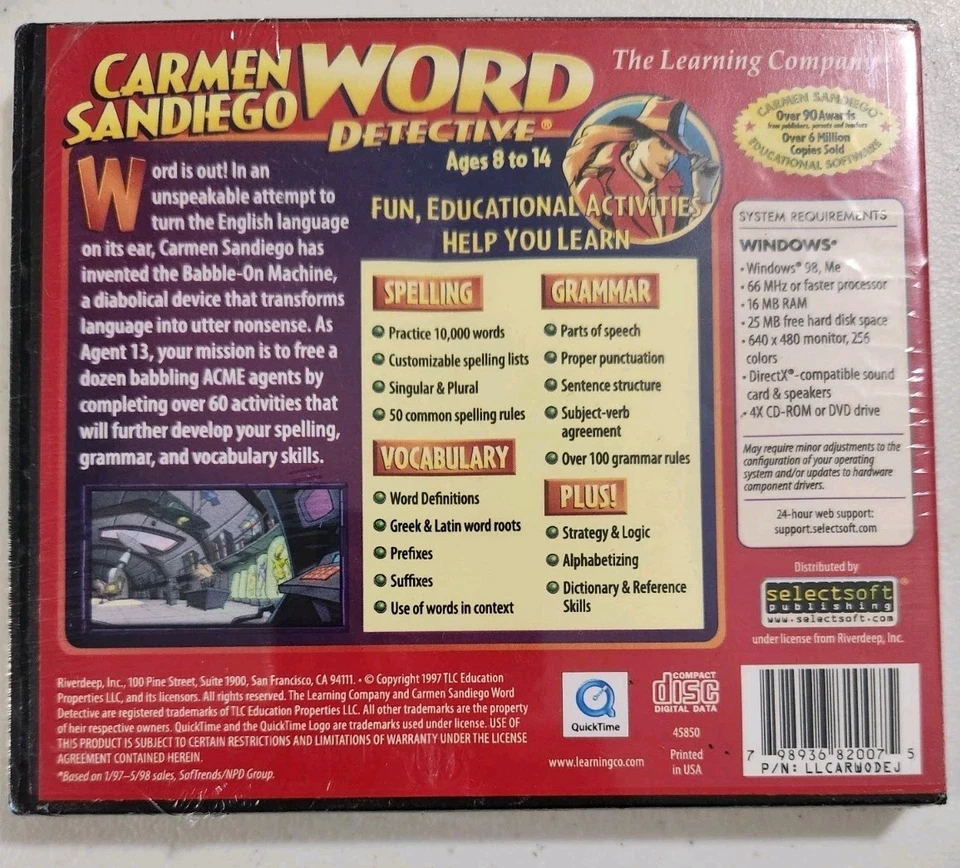 CARMEN
SANDIEGO
WORD
DETECTIVE®
The Learning Company
CARMEN SANDIEGO
Over 90 Awards
from publishers, parents and teachers
Over 6 Million
Copies Sold
EDUCATIONAL SOFTWARE
Ages 8 to 14
Word is out! In an
unspeakable attempt to
turn the English language
on its ear, Carmen Sandiego has
invented the Babble-On Machine,
a diabolical device that transforms
language into utter nonsense. As
Agent 13, your mission is to free a
dozen babbling ACME agents by
completing over 60 activities that
will further develop your spelling,
grammar, and vocabulary skills.
FUN, EDUCATIONAL ACTIVITIES
HELP YOU LEARN
SPELLING
Practice 10,000 words
Customizable spelling lists
Singular & Plural
50 common spelling rules
VOCABULARY
Word Definitions
Greek & Latin word roots
Prefixes
Suffixes
Use of words in context
GRAMMAR
Parts of speech
Proper punctuation
Sentence structure
Subject-verb
agreement
Over 100 grammar rules
PLUS!
Strategy & Logic
Alphabetizing
Dictionary & Reference
Skills
SYSTEM REQUIREMENTS
WINDOWS®
• Windows® 98, Me
• 66 MHz or faster processor
• 16 MB RAM
• 25 MB free hard disk space
• 640 x 480 monitor, 256
colors
• DirectX®-compatible sound
card & speakers
• 4X CD-ROM or DVD drive
May require minor adjustments to the
configuration of your operating
system and/or updates to hardware
component drivers.
24-hour web support:
support.selectsoft.com
Distributed by
selectsoft®
publishing
www.selectsoft.com
under license from Riverdeep, Inc.
Riverdeep, Inc., 100 Pine Street, Suite 1900, San Francisco, CA 94111. • © Copyright 1997 TLC Education
Properties LLC, and its licensors. All rights reserved. The Learning Company and Carmen Sandiego Word
Detective are registered trademarks of TLC Education Properties LLC. All other trademarks are the property
of heir respective owners. QuickTime and the QuickTime Logo are trademarks used under license. USE OF
THIS PRODUCT IS SUBJECT TO CERTAIN RESTRICTIONS AND LIMITATIONS OF WARRANTY UNDER THE LICENSE
AGREEMENT CONTAINED HEREIN.
*Based on 1/97–5/98 sales, SofTrends/NPD Group.
QuickTime
COMPACT
disc
DIGITAL DATA
www.learningco.com
45850
Printed
in USA
7 98936 82007 5
P/N: LLCARWODEJ